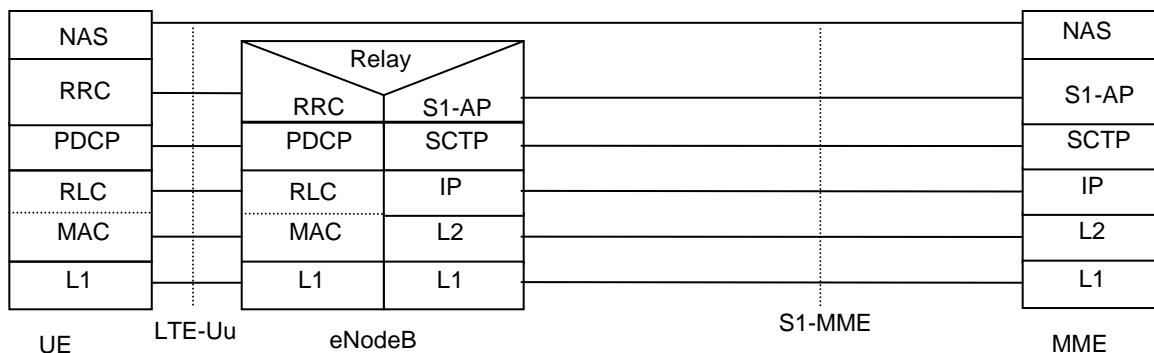 NAS NAS
Relay
RRC RRC S1-AP S1-AP
PDCP PDCP SCTP SCTP
RLC RLC IP IP
MAC MAC L2 L2
L1 L1 L1 L1
UE LTE-Uu eNodeB S1-MME MME